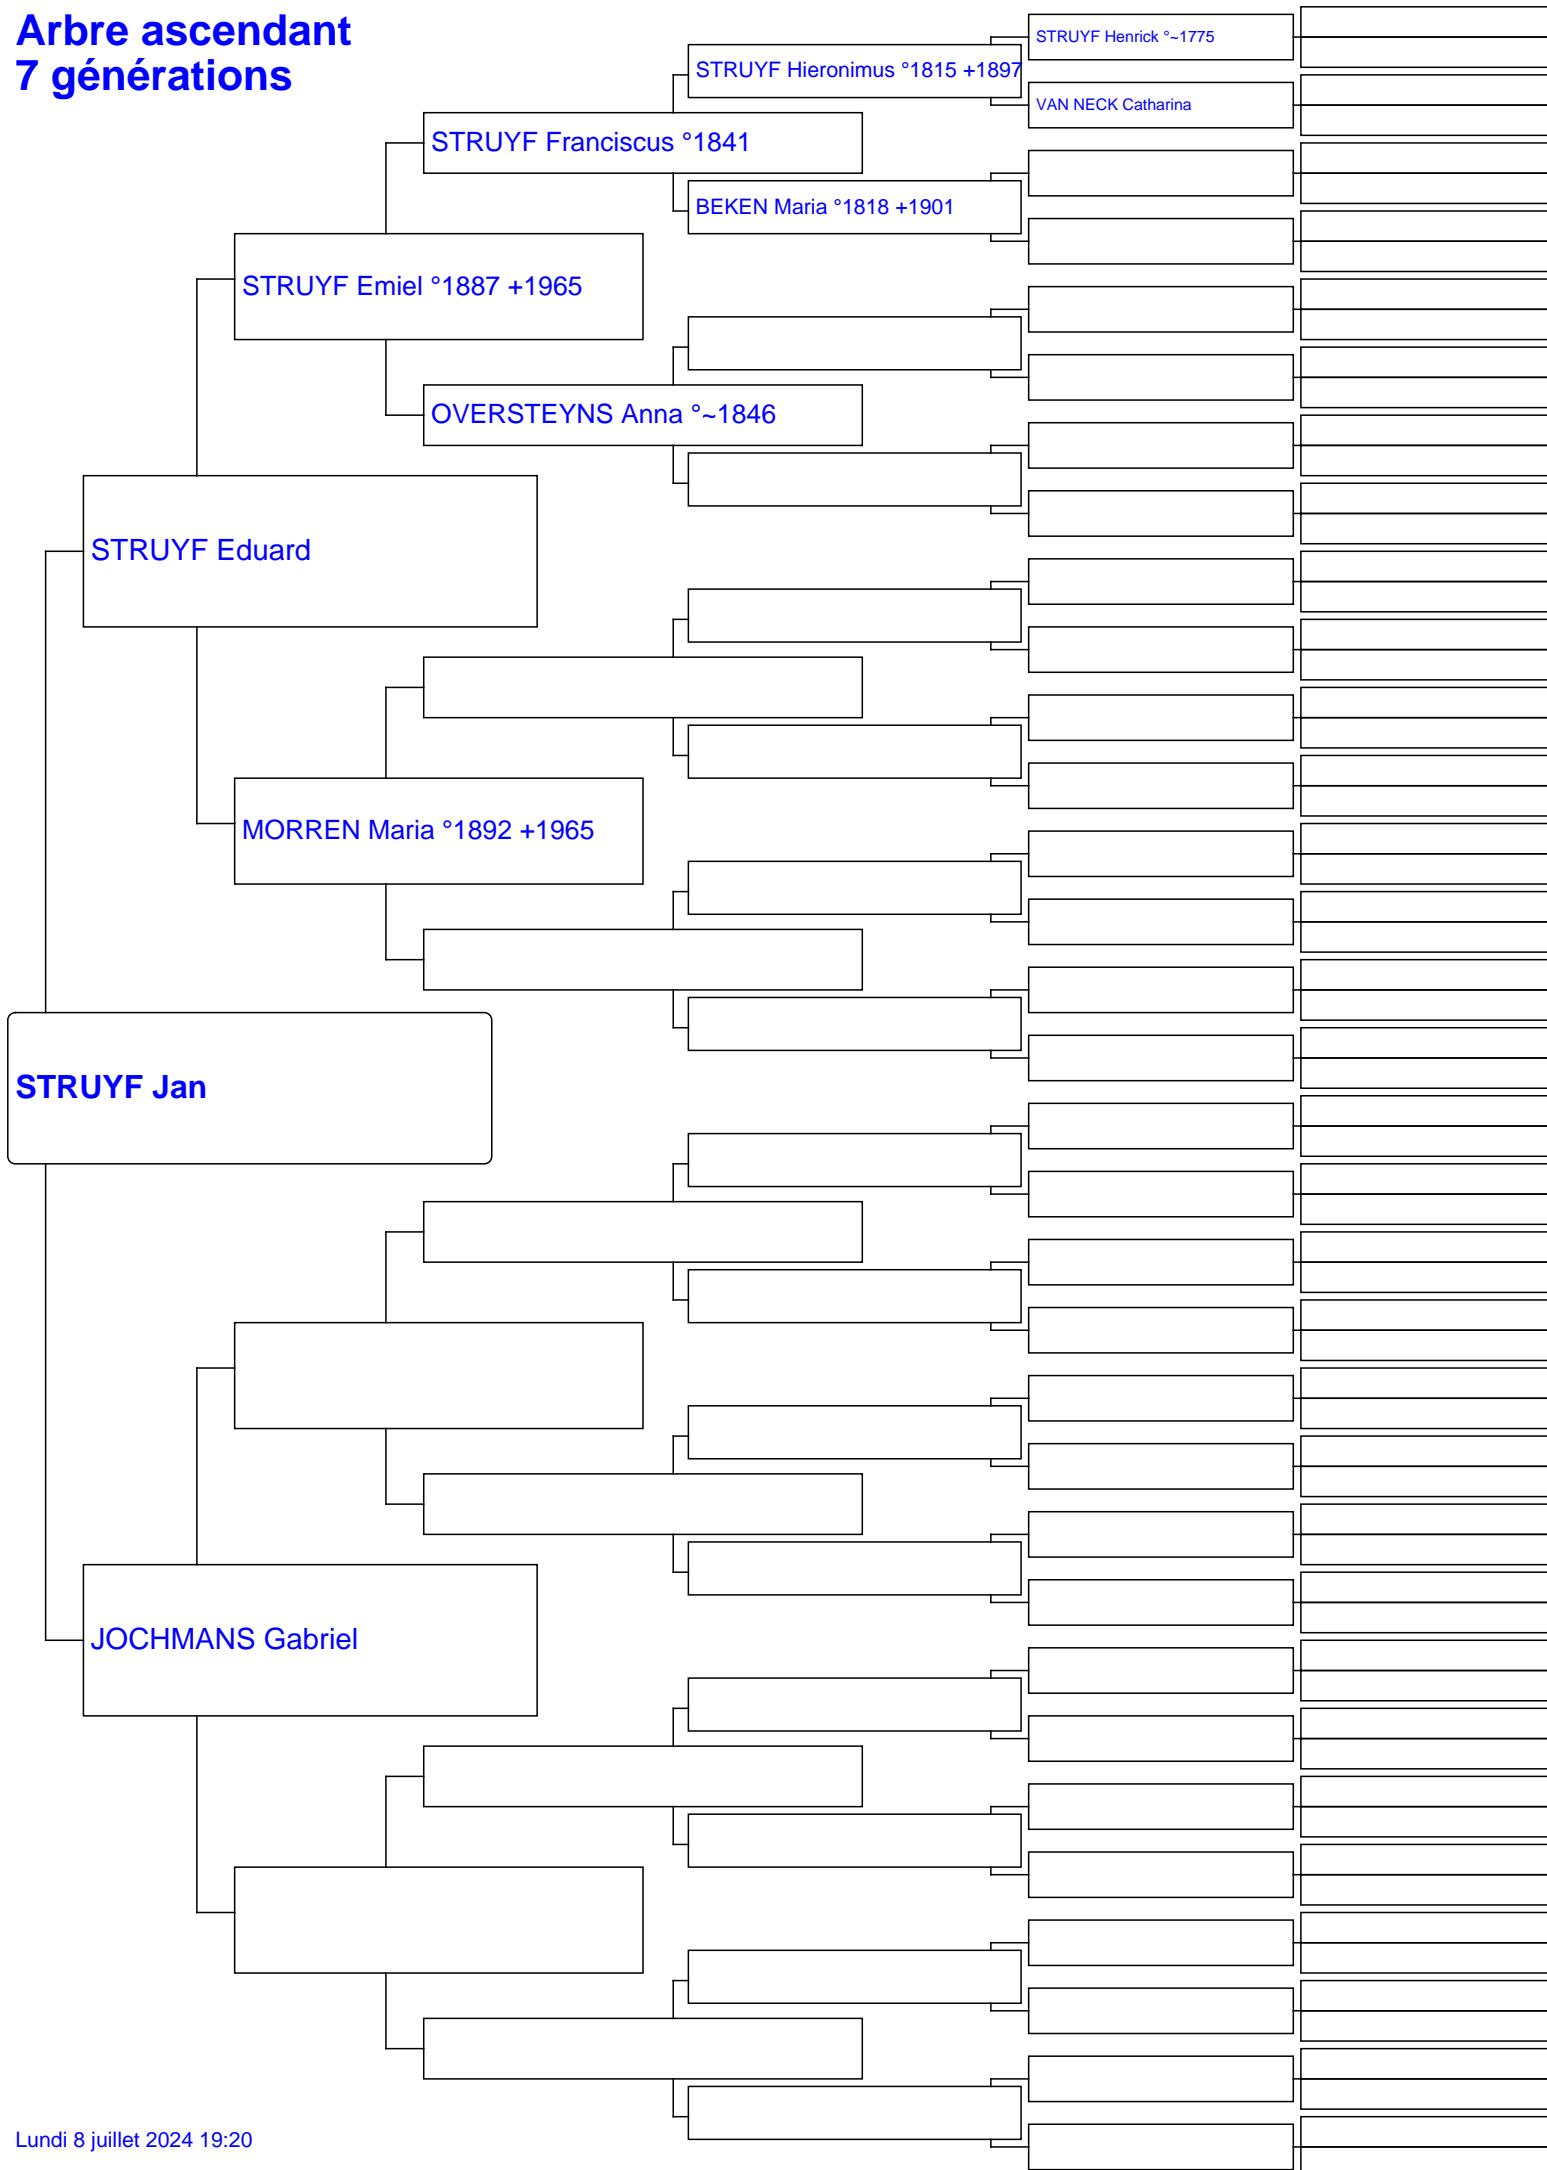 Arbre ascendant
7 générations
STRUYF Henrick °~1775
STRUYF Hieronimus °1815 +1897
VAN NECK Catharina
STRUYF Franciscus °1841
BEKEN Maria °1818 +1901
STRUYF Emiel °1887 +1965
OVERSTEYNS Anna °~1846
STRUYF Eduard
MORREN Maria °1892 +1965
STRUYF Jan
JOCHMANS Gabriel
Lundi 8 juillet 2024 19:20